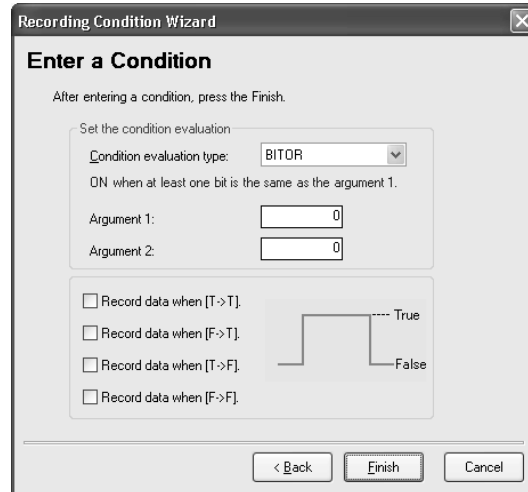 Recording Condition Wizard
Enter a Condition
After entering a condition, press the Finish.
Set the condition evaluation
Condition evaluation type: BITOR
ON when at least one bit is the same as the argument 1.
Argument 1: 0
Argument 2: 0
Record data when [T->T].
Record data when [F->T].
Record data when [T->F].
Record data when [F->F].
True
False
< Back Finish Cancel